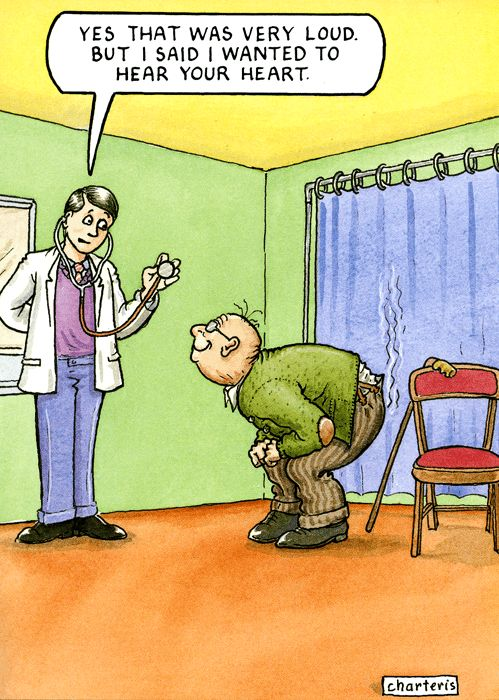 YES THAT WAS VERY LOUD.
BUT I SAID I WANTED TO
HEAR YOUR HEART.
charteris